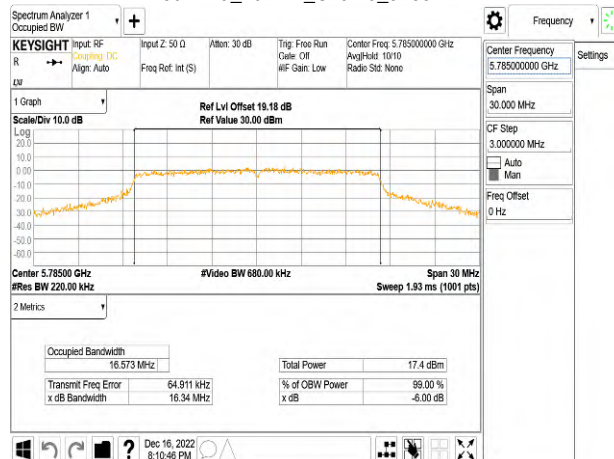 Spectrum Analyzer 1
Occupied BW
Frequency
KEYSIGHT
Input: RF
Coupling: DC
Align: Auto
Input Z: 50 Ω
Freq Ref: Int (S)
Atten: 30 dB
Trig: Free Run
Gate: Off
#IF Gain: Low
Center Freq: 5.785000000 GHz
Avg|Hold: 10/10
Radio Std: None
R
LXI
Center Frequency
5.785000000 GHz
Settings
Span
30.000 MHz
CF Step
3.000000 MHz
Auto
Man
Freq Offset
0 Hz
1 Graph
Ref Lvl Offset 19.18 dB
Scale/Div 10.0 dB
Ref Value 30.00 dBm
Log
20.0
10.0
0.00
-10.0
-20.0
-30.0
-40.0
-50.0
-60.0
Center 5.78500 GHz
#Video BW 680.00 kHz
Span 30 MHz
#Res BW 220.00 kHz
Sweep 1.93 ms (1001 pts)
2 Metrics
Occupied Bandwidth
16.573 MHz
Total Power
17.4 dBm
Transmit Freq Error
64.911 kHz
% of OBW Power
99.00 %
x dB Bandwidth
16.34 MHz
x dB
-6.00 dB
?
Dec 16, 2022
8:10:46 PM